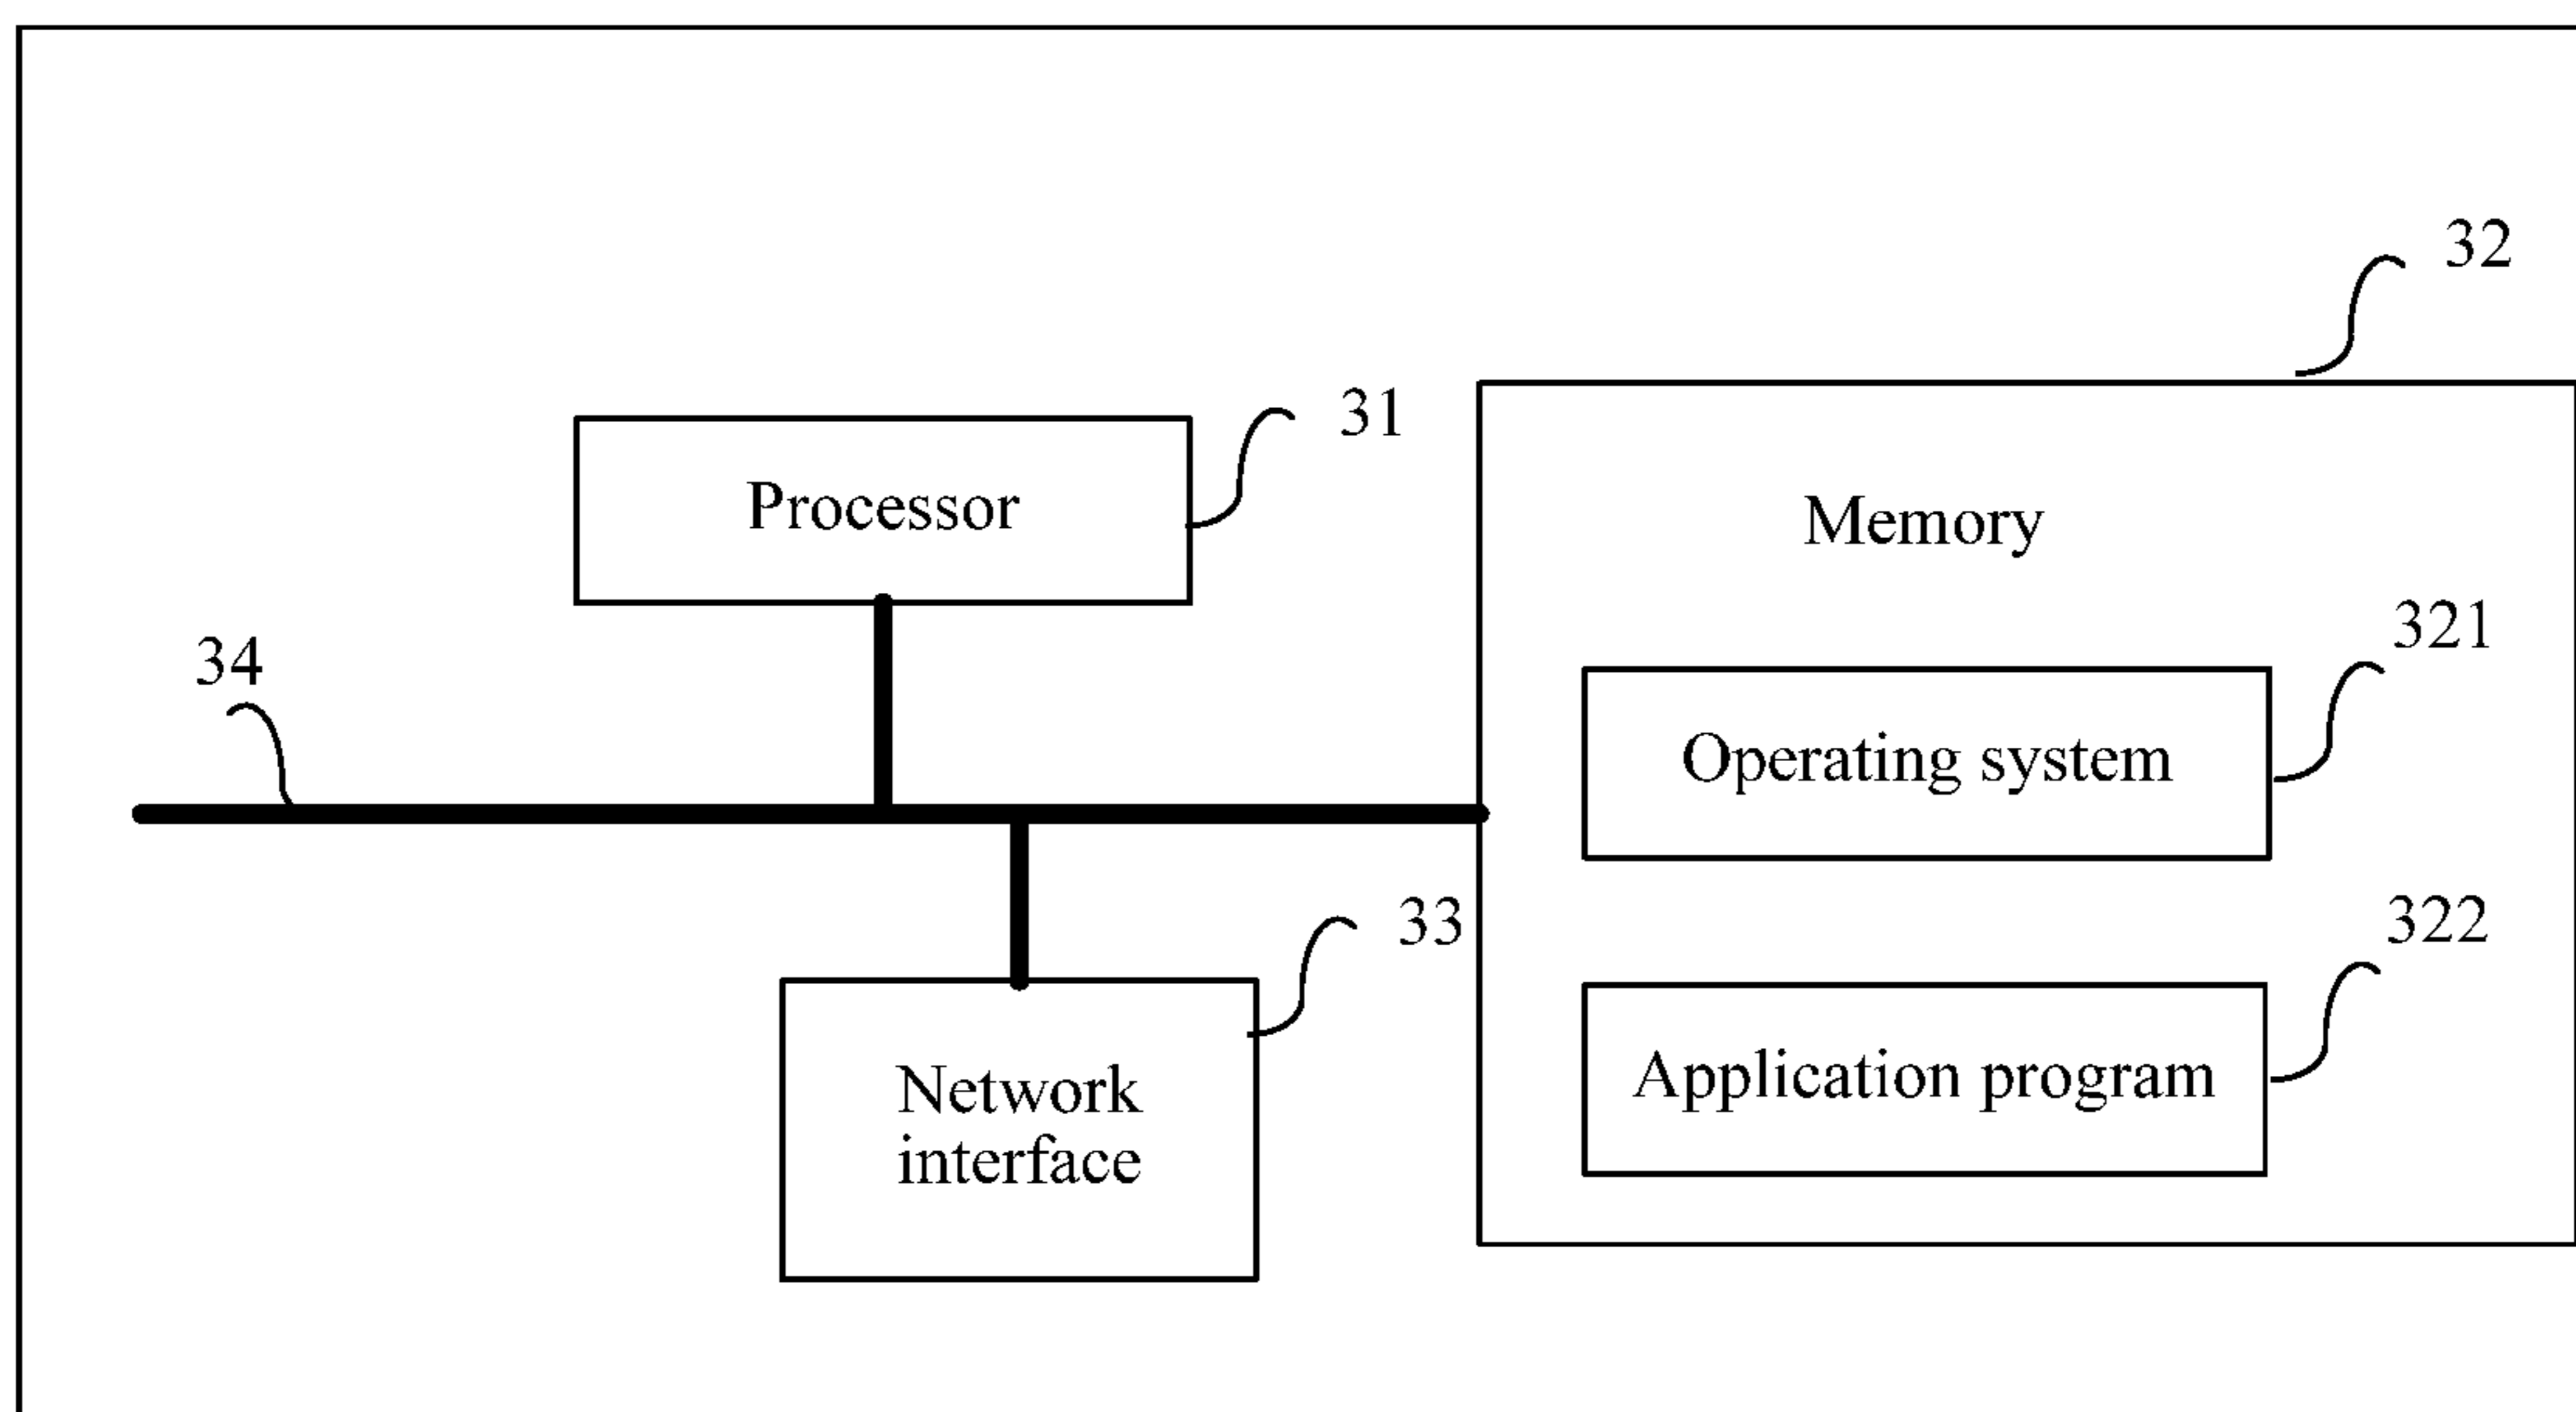 32
31
Processor
Memory
321
34
Operating system
322
33
Network
interface
Application program